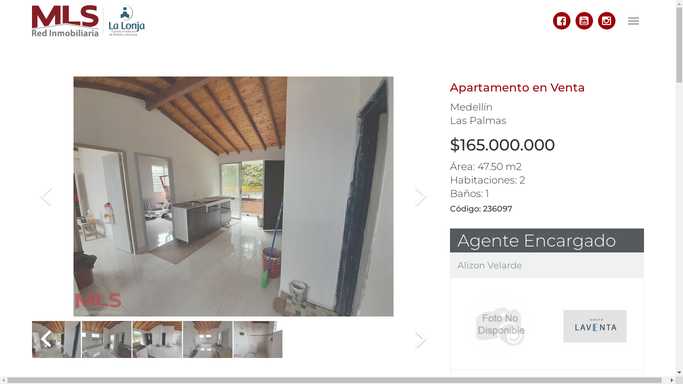 MLS
Red Inmobiliaria
La Lonja
Apartamento en Venta
Medellín
Las Palmas
$165.000.000
Área: 47.50 m2
Habitaciones: 2
Baños: 1
Código: 236097
Agente Encargado
Alizon Velarde
Foto No
Disponible
LAVENTA
MLS